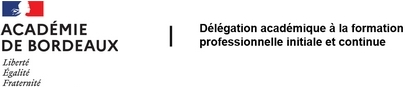 ACADÉMIE
DE BORDEAUX
Liberté
Égalité
Fraternité
Délégation académique à la formation
professionnelle initiale et continue